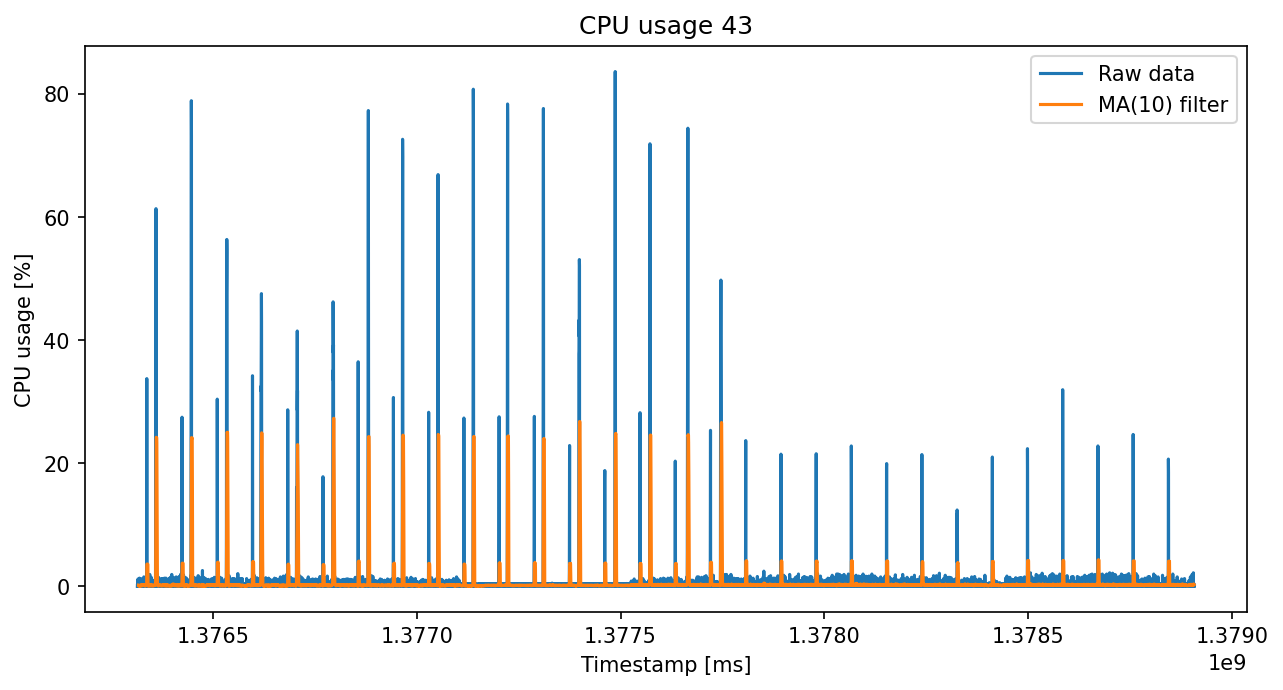 CPU usage 43
Raw data
MA(10) filter
CPU usage [%]
80
60
40
20
0
1.3765 1.3770 1.3775 1.3780 1.3785 1.3790
1e9
Timestamp [ms]